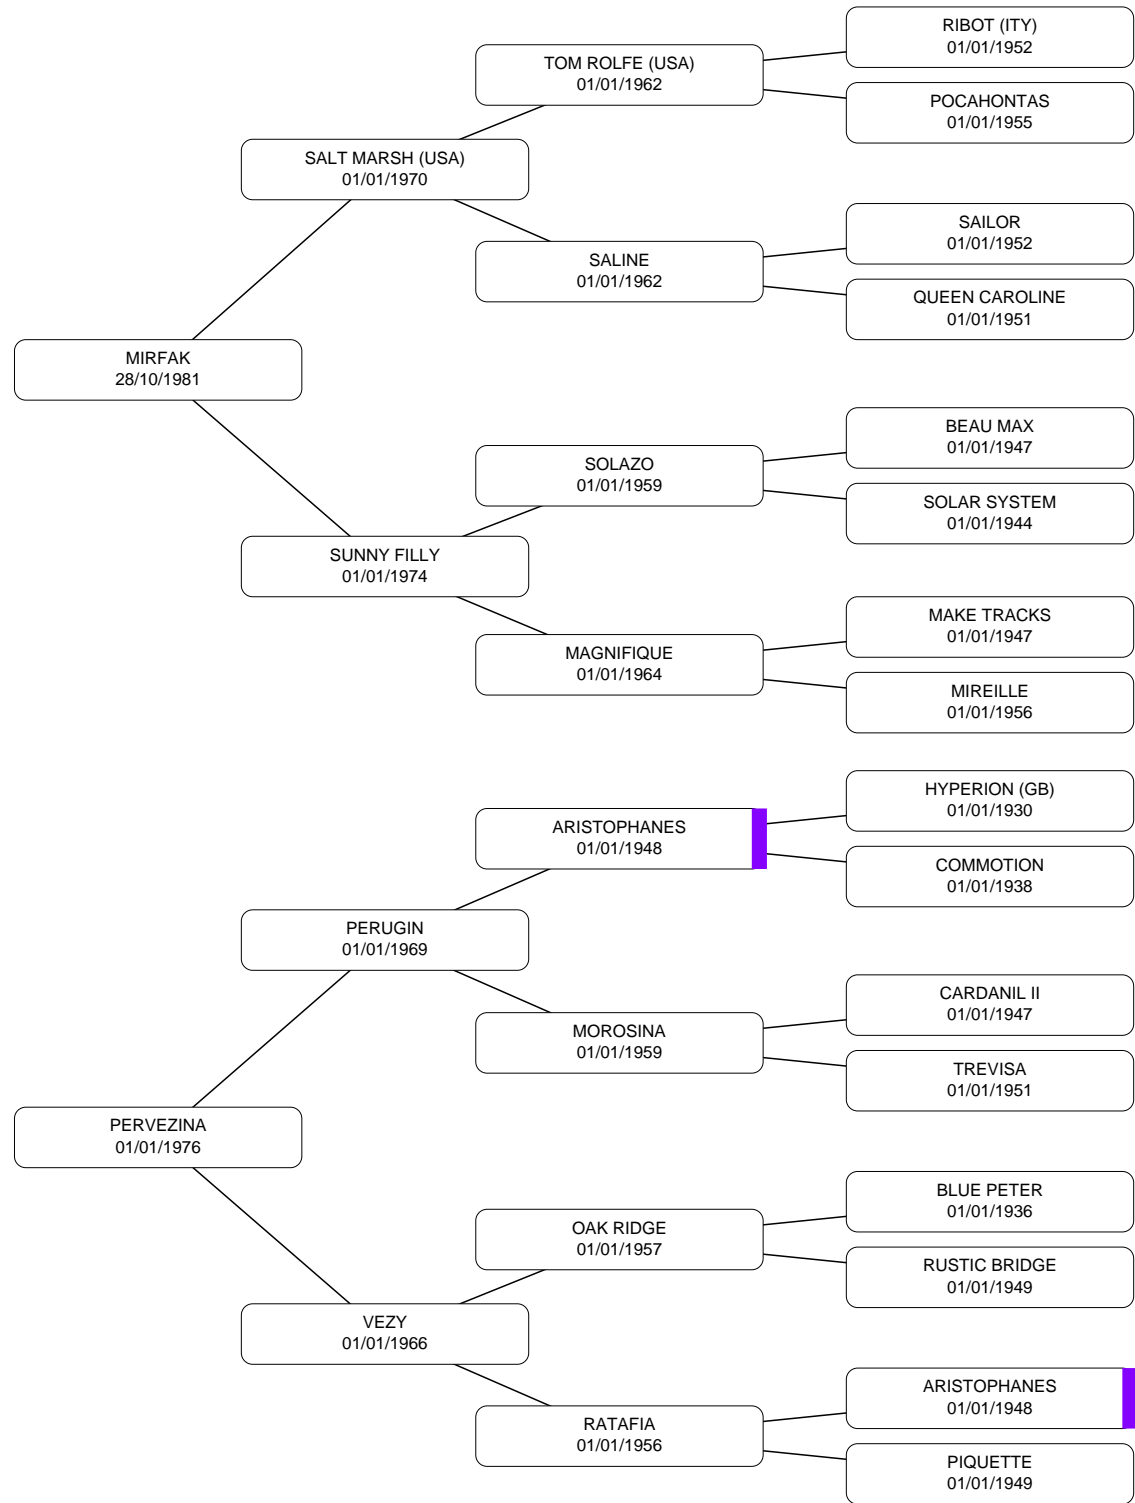 RIBOT (ITY)
01/01/1952
TOM ROLFE (USA)
01/01/1962
POCAHONTAS
01/01/1955
SALT MARSH (USA)
01/01/1970
SAILOR
01/01/1952
SALINE
01/01/1962
QUEEN CAROLINE
01/01/1951
MIRFAK
28/10/1981
BEAU MAX
01/01/1947
SOLAZO
01/01/1959
SOLAR SYSTEM
01/01/1944
SUNNY FILLY
01/01/1974
MAKE TRACKS
01/01/1947
MAGNIFIQUE
01/01/1964
MIREILLE
01/01/1956
HYPERION (GB)
01/01/1930
ARISTOPHANES
01/01/1948
COMMOTION
01/01/1938
PERUGIN
01/01/1969
CARDANIL II
01/01/1947
MOROSINA
01/01/1959
TREVISA
01/01/1951
PERVEZINA
01/01/1976
BLUE PETER
01/01/1936
OAK RIDGE
01/01/1957
RUSTIC BRIDGE
01/01/1949
VEZY
01/01/1966
ARISTOPHANES
01/01/1948
RATAFIA
01/01/1956
PIQUETTE
01/01/1949